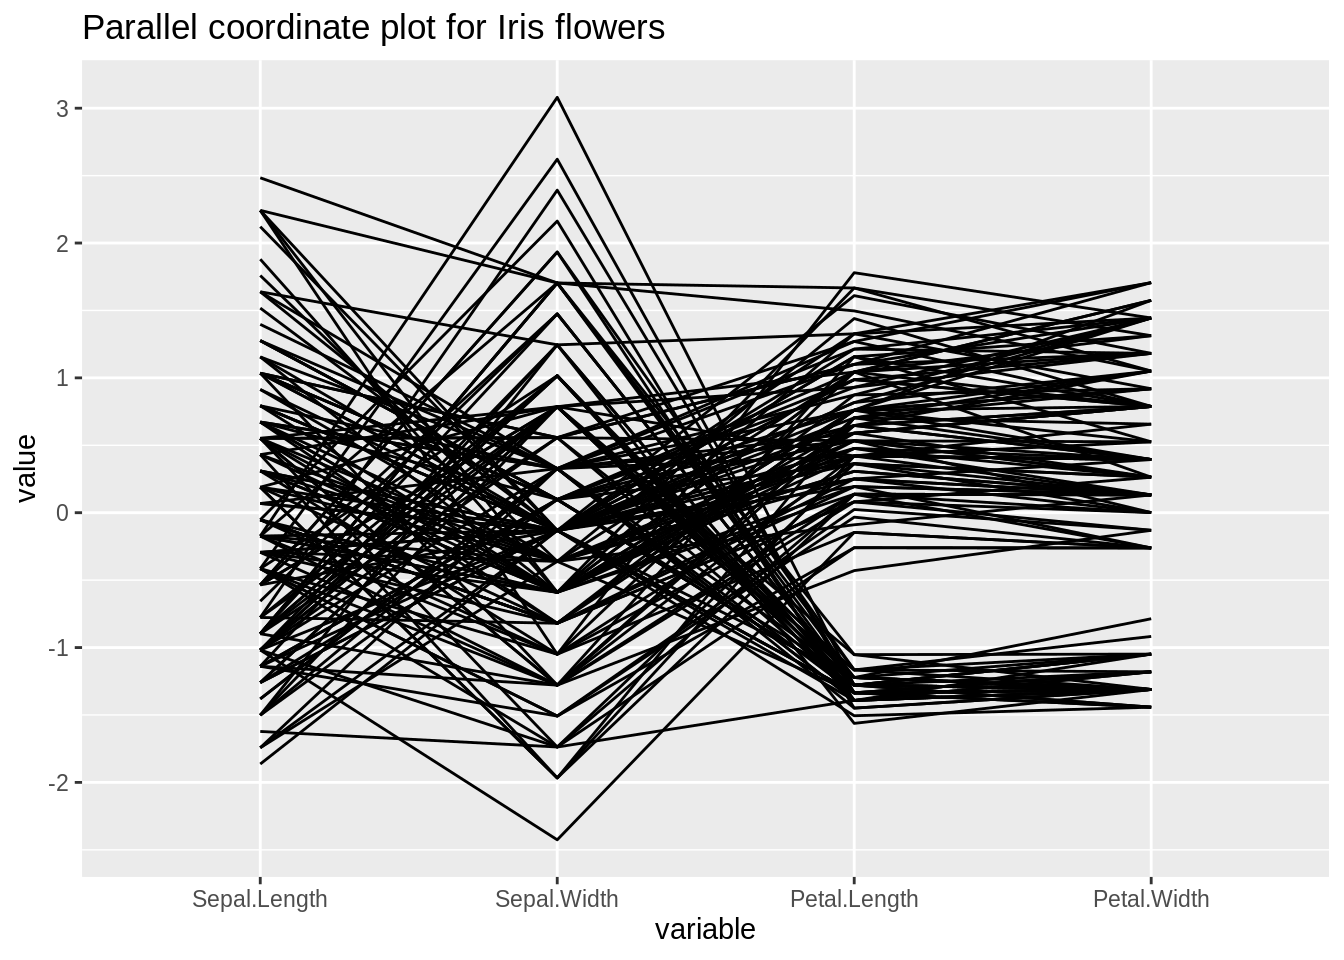 Parallel coordinate plot for Iris flowers
value
3
2
1
0
-1
-2
Sepal.Length Sepal.Width Petal.Length Petal.Width
variable